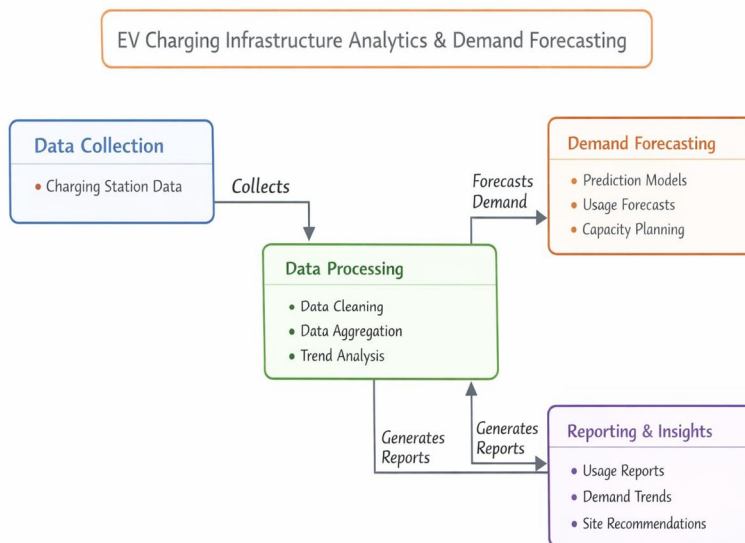 EV Charging Infrastructure Analytics & Demand Forecasting
Data Collection
• Charging Station Data
Collects
Forecasts
Demand
Demand Forecasting
• Prediction Models
• Usage Forecasts
• Capacity Planning
Data Processing
• Data Cleaning
• Data Aggregation
• Trend Analysis
Generates
Reports
Generates
Reports
Reporting & Insights
• Usage Reports
• Demand Trends
• Site Recommendations